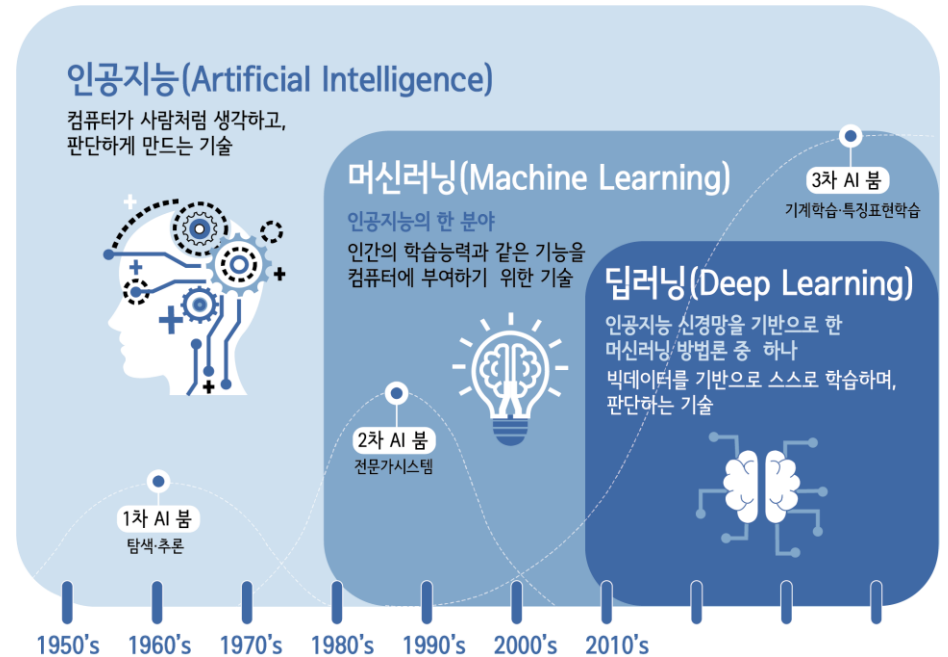 인공지능(Artificial Intelligence)
컴퓨터가 사람처럼 생각하고,
판단하게 만드는 기술
머신러닝(Machine Learning)
인공지능의 한 분야
인간의 학습능력과 같은 기능을
컴퓨터에 부여하기 위한 기술
3차 AI 붐
기계학습·특징표현학습
딥러닝(Deep Learning)
인공지능 신경망을 기반으로 한
머신러닝 방법론 중 하나
빅데이터를 기반으로 스스로 학습하며,
판단하는 기술
2차 AI 붐
전문가시스템
1차 AI 붐
탐색·추론
1950's 1960's 1970's 1980's 1990's 2000's 2010's